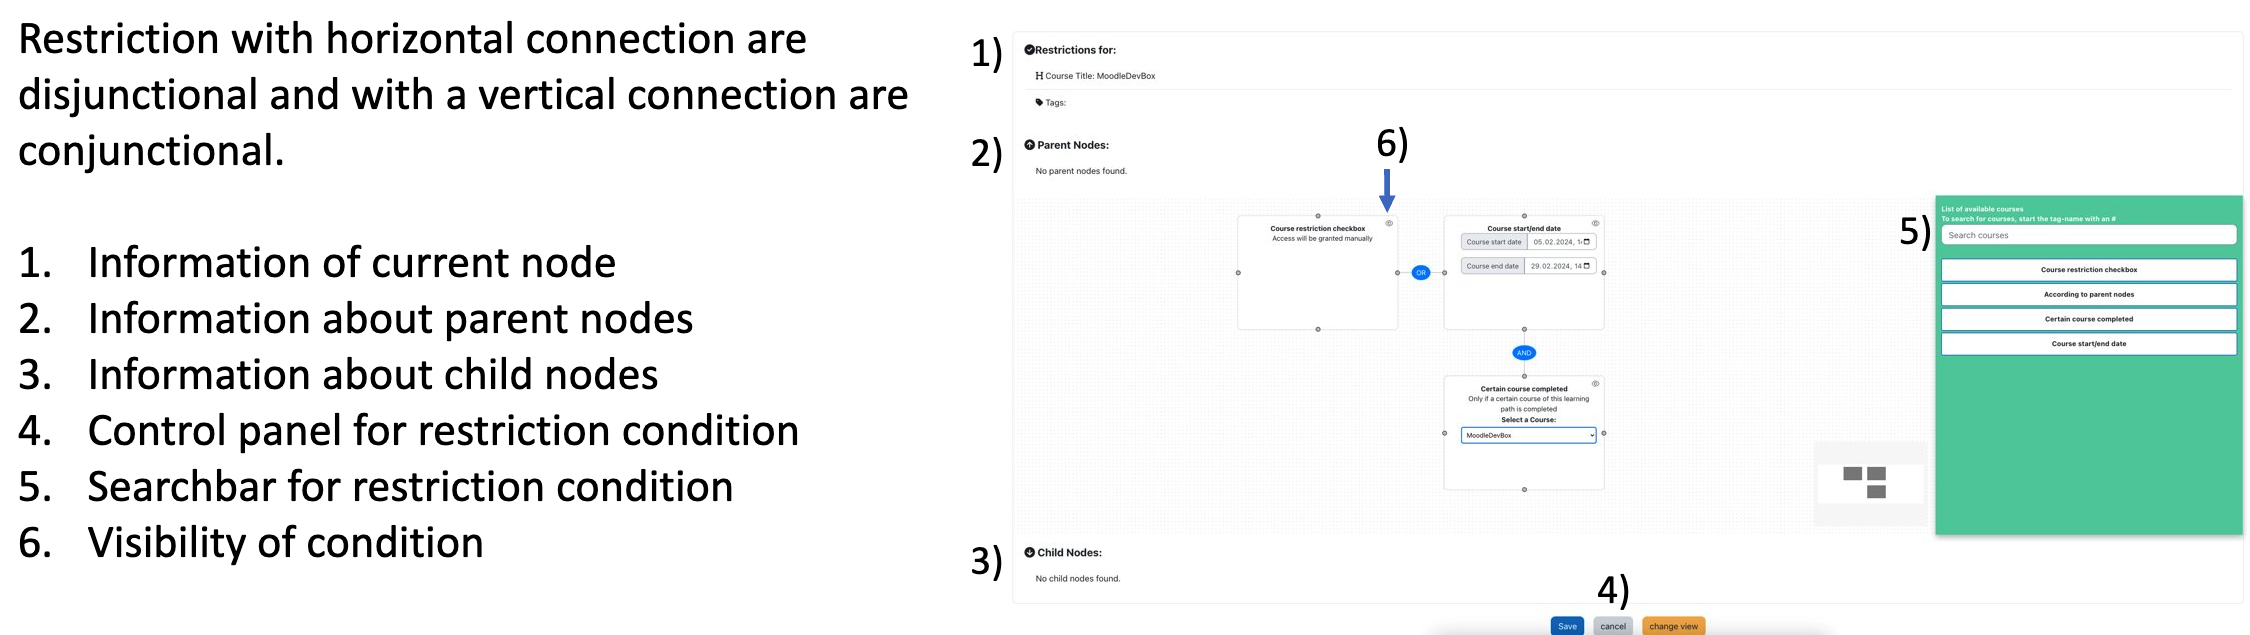 Restriction with horizontal connection are
disjunctional and with a vertical connection are
conjunctional.
1. Information of current node
2. Information about parent nodes
3. Information about child nodes
4. Control panel for restriction condition
5. Searchbar for restriction condition
6. Visibility of condition
1)
Restrictions for:
Course Title: MoodleDevBox
Tags:
2)
Parent Nodes:
No parent nodes found.
6)
Course restriction checkbox
Access will be granted manually
OR
Course start/end date
Course start date 05.02.2024, 1
Course end date 29.02.2024, 14
AND
Certain course completed
Only if a certain course of this learning
path is completed
Select a Course:
MoodleDevBox
5)
List of available courses
To search for courses, start the tag-name with an #
Search courses
Course restriction checkbox
According to parent nodes
Certain course completed
Course start/end date
3)
Child Nodes:
No child nodes found.
4)
Save cancel change view